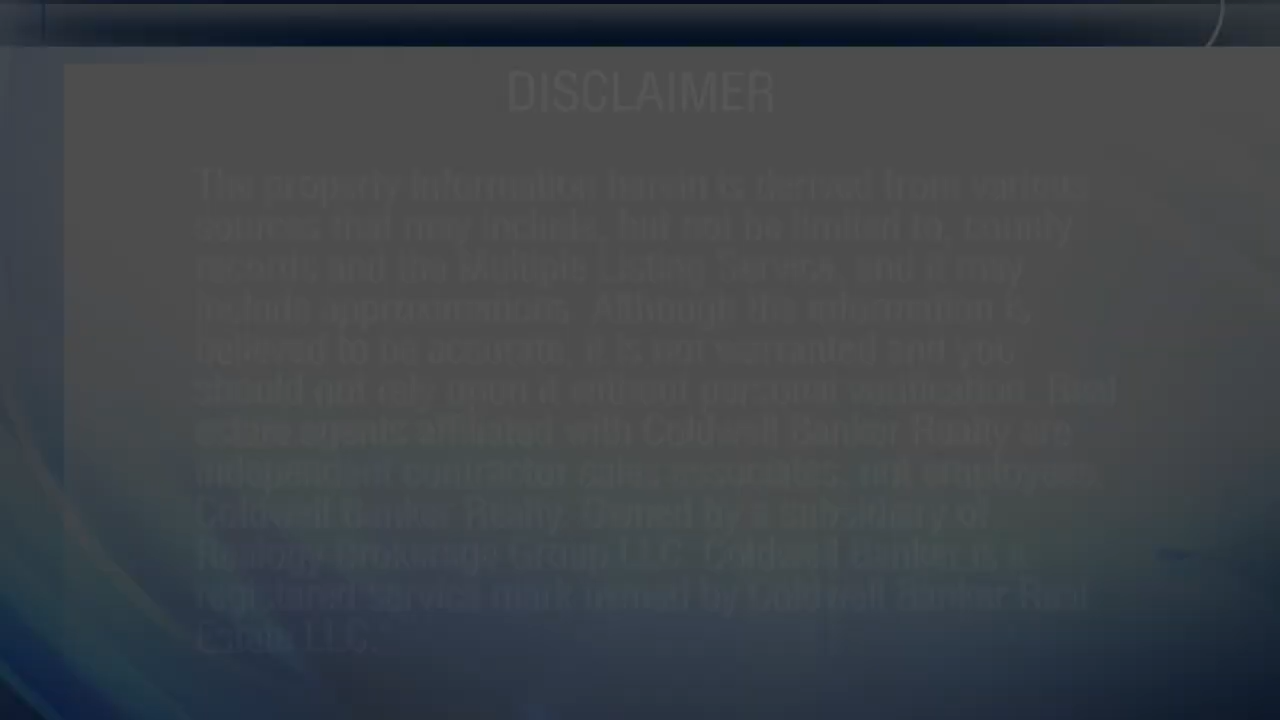 DISCLAIMER
The property information herein is derived from various
sources that may include, but not be limited to, county
records and the Multiple Listing Service, and it may
include approximations. Although the information is
believed to be accurate, it is not warranted and you
should not rely upon it without personal verification. Real
estate agents affiliated with Coldwell Banker Realty are
independent contractor sales associates, not employees.
Coldwell Banker Realty. Owned by a subsidiary of
Realogy Brokerage Group LLC. Coldwell Banker is a
registered service mark owned by Coldwell Banker Real
Estate LLC.